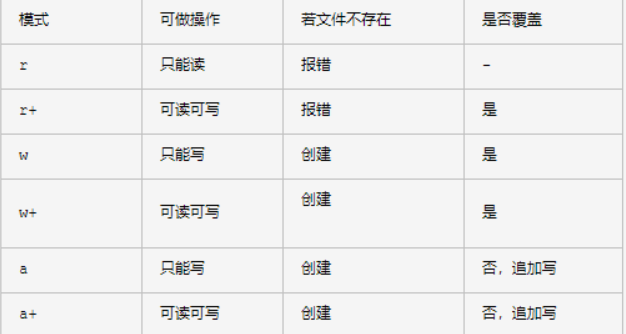 模式 可做操作 若文件不存在 是否覆盖
r 只能读 报错 -
r+ 可读可写 报错 是
w 只能写 创建 是
w+ 可读可写 创建 是
a 只能写 创建 否，追加写
a+ 可读可写 创建 否，追加写